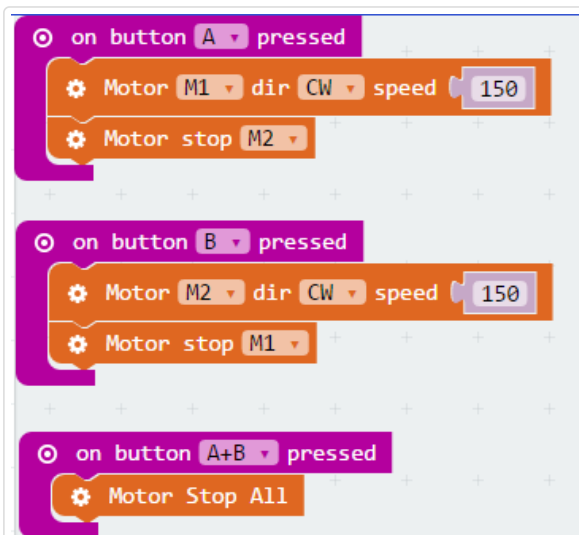 on button A pressed
Motor M1 dir CW speed 150
Motor stop M2
on button B pressed
Motor M2 dir CW speed 150
Motor stop M1
on button A+B pressed
Motor Stop All